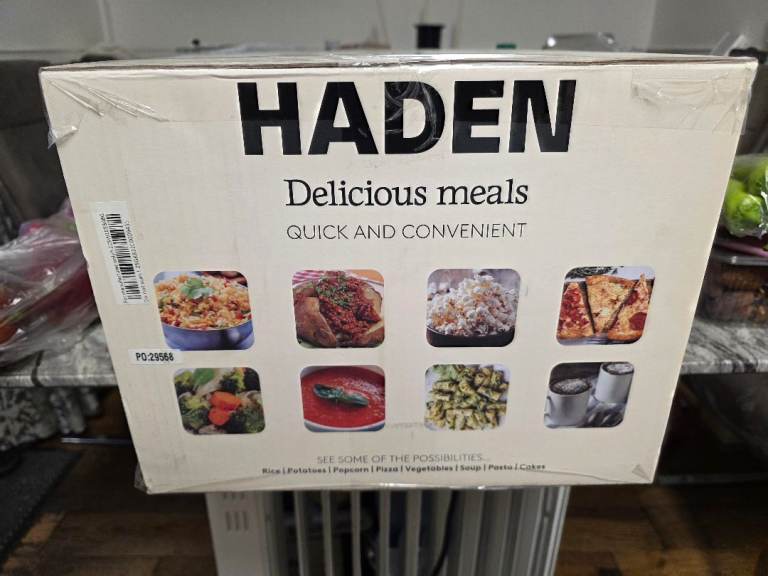 HADEN
Delicious meals
QUICK AND CONVENIENT
PO:29568
SEE SOME OF THE POSSIBILITIES...
Rice | Potatoes | Popcorn | Pizza | Vegetables | Soup | Pasta | Cakes